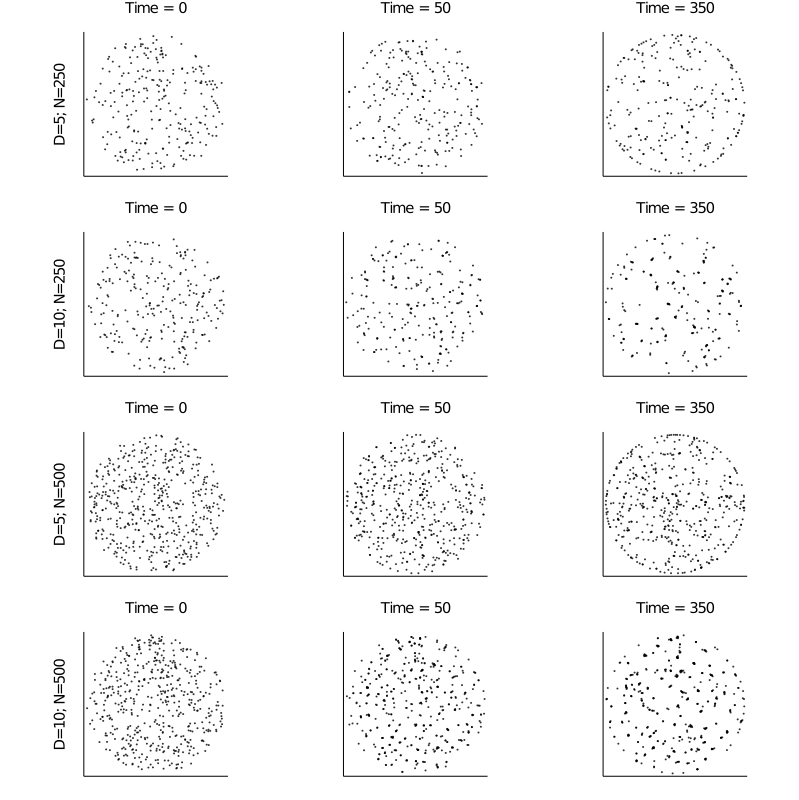 Time = 0
Time = 50
Time = 350
D=5; N=250
Time = 0
Time = 50
Time = 350
D=10; N=250
Time = 0
Time = 50
Time = 350
D=5; N=500
Time = 0
Time = 50
Time = 350
D=10; N=500